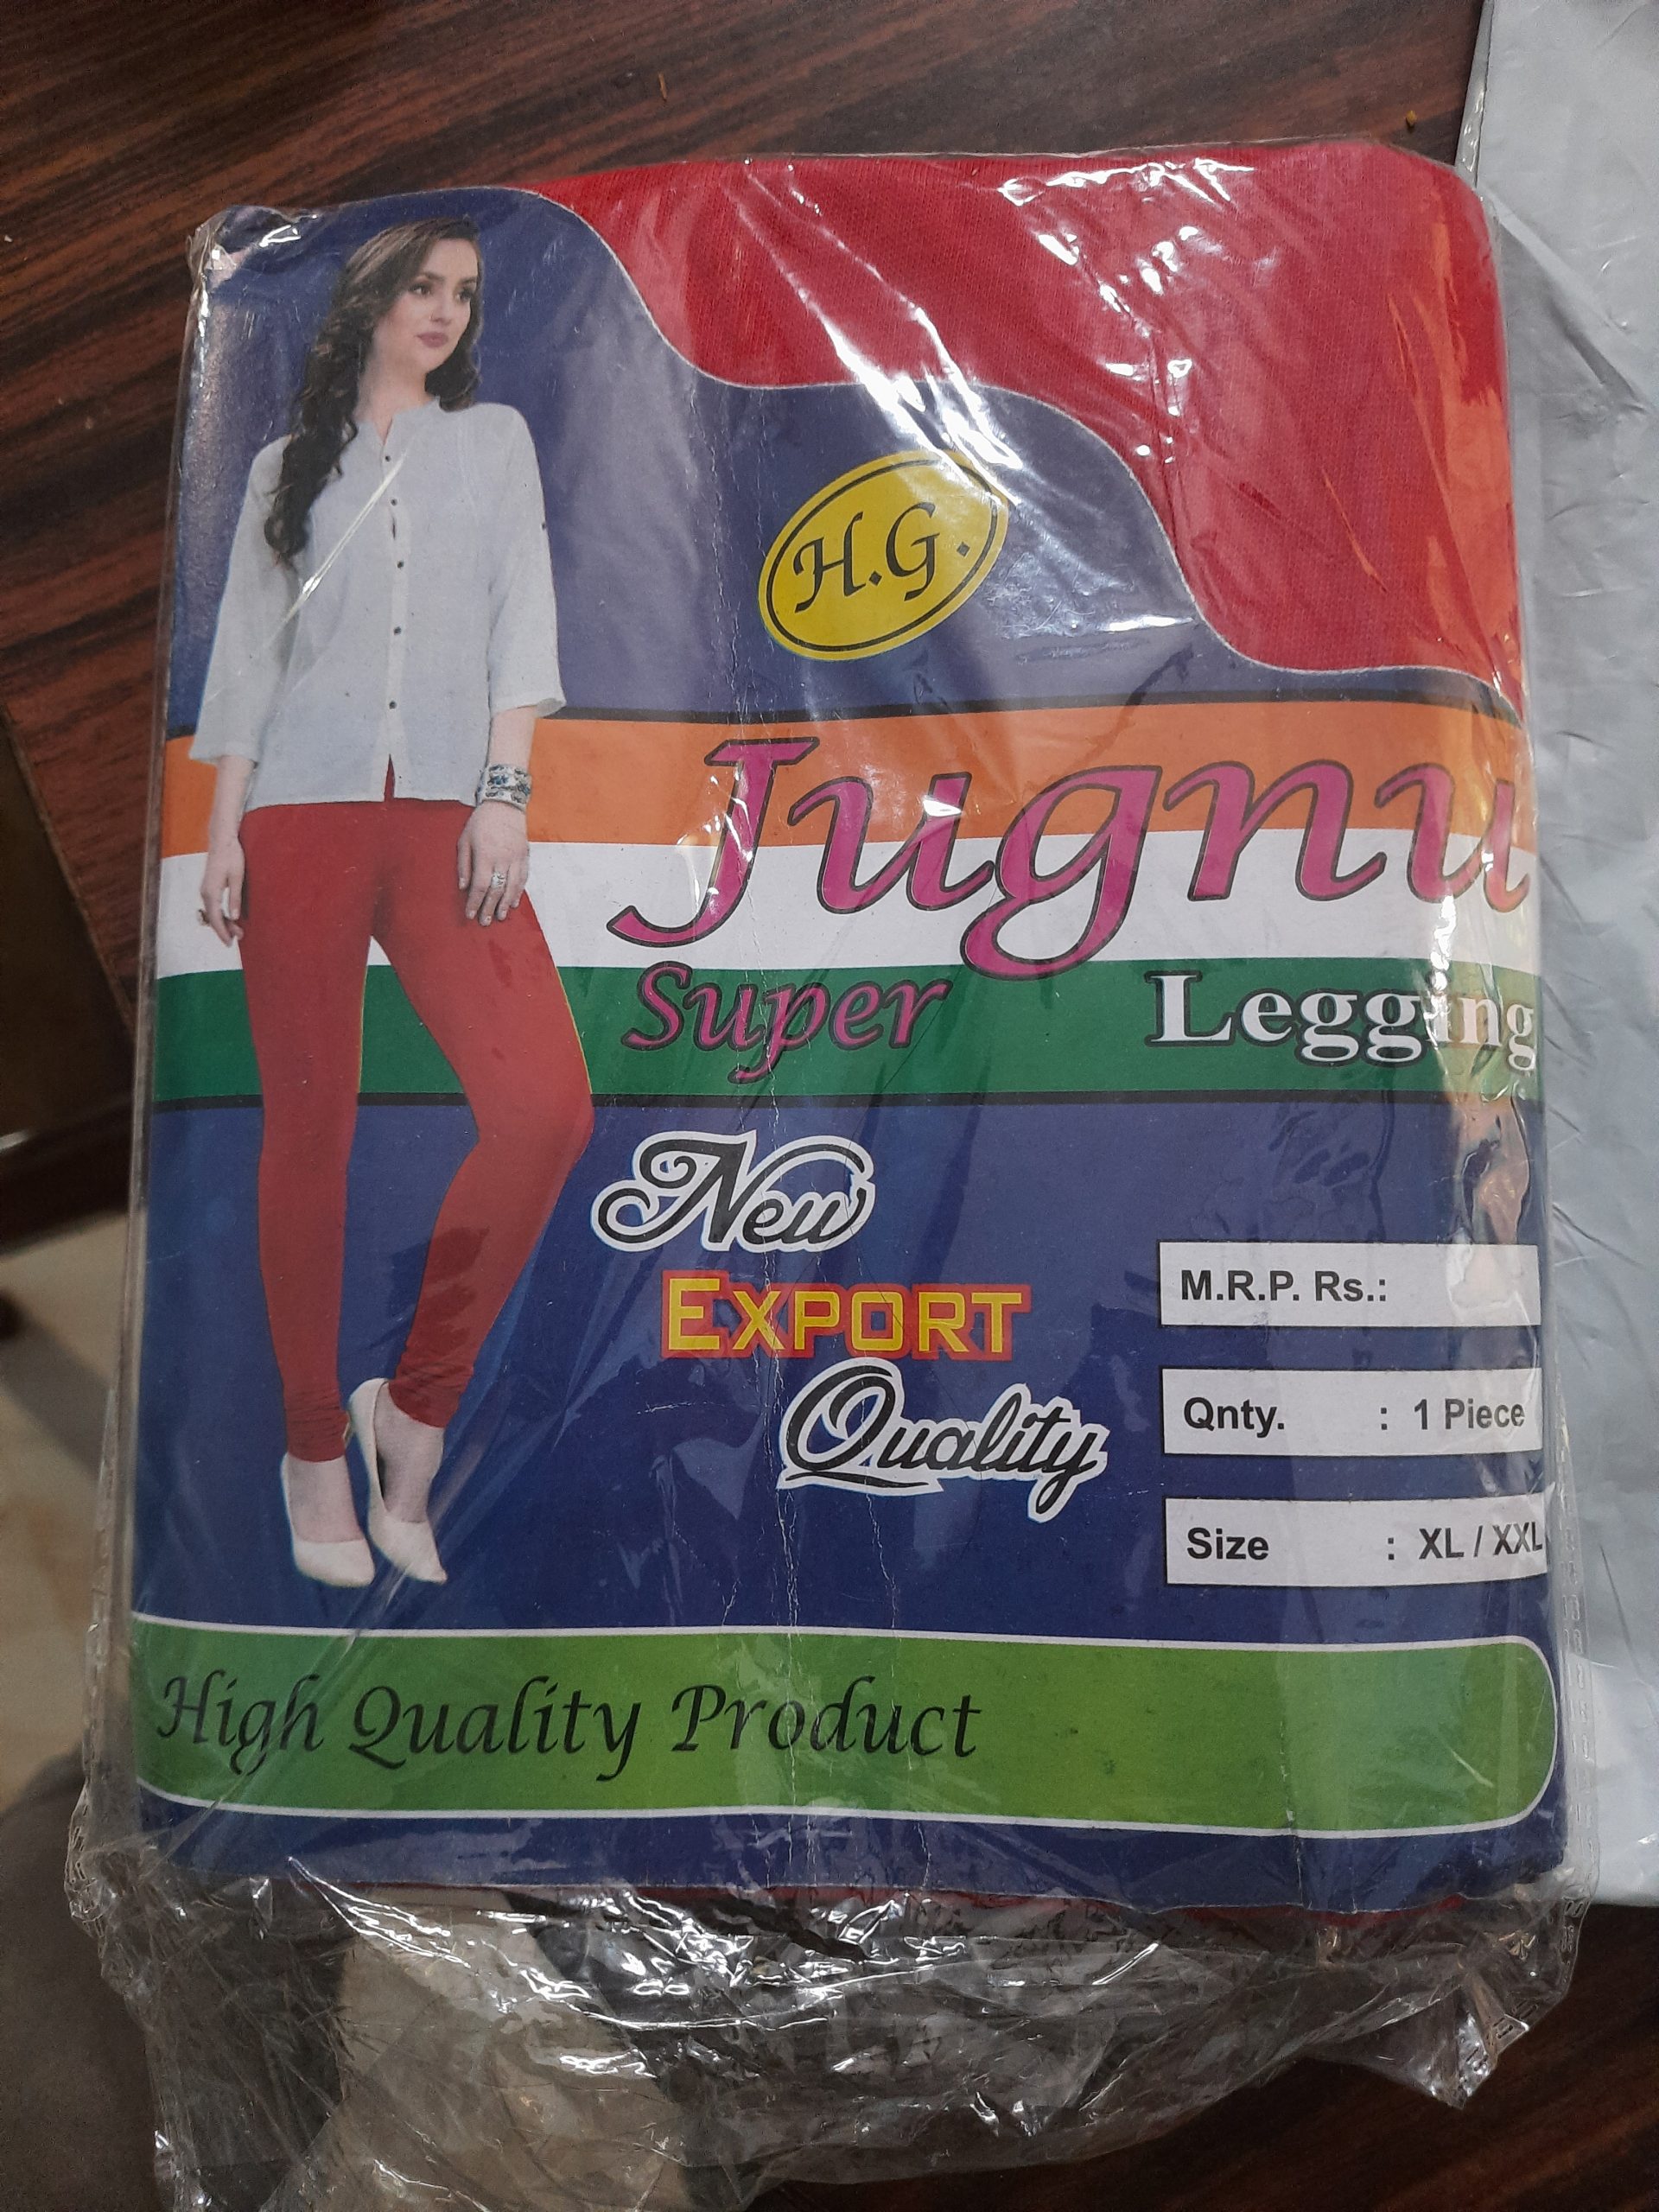 H.G.
Jugnu
Super Legging
New
EXPORT
Quality
M.R.P. Rs.:
Qnty. : 1 Piece
Size : XL / XXL
High Quality Product